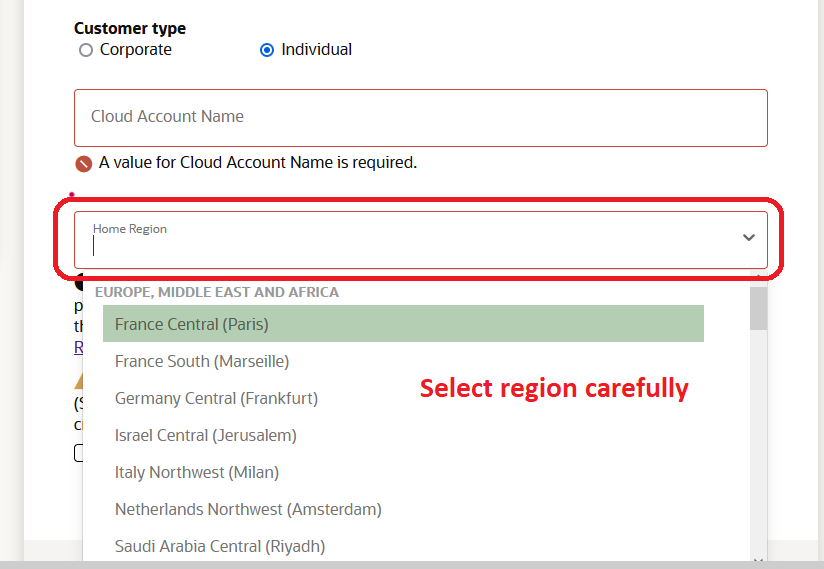 Customer type
Corporate
Individual
Cloud Account Name
A value for Cloud Account Name is required.
Home Region
EUROPE, MIDDLE EAST AND AFRICA
France Central (Paris)
France South (Marseille)
Germany Central (Frankfurt)
Select region carefully
Israel Central (Jerusalem)
Italy Northwest (Milan)
Netherlands Northwest (Amsterdam)
Saudi Arabia Central (Riyadh)